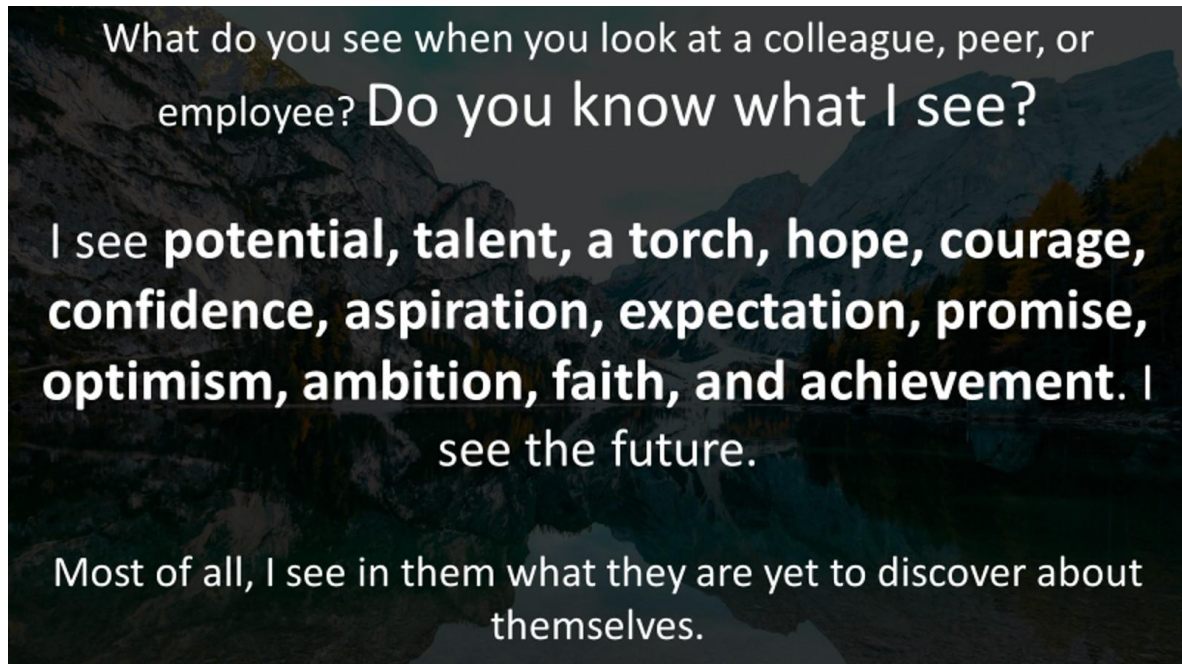 What do you see when you look at a colleague, peer, or
employee? Do you know what I see?
I see potential, talent, a torch, hope, courage,
confidence, aspiration, expectation, promise,
optimism, ambition, faith, and achievement. I
see the future.
Most of all, I see in them what they are yet to discover about
themselves.